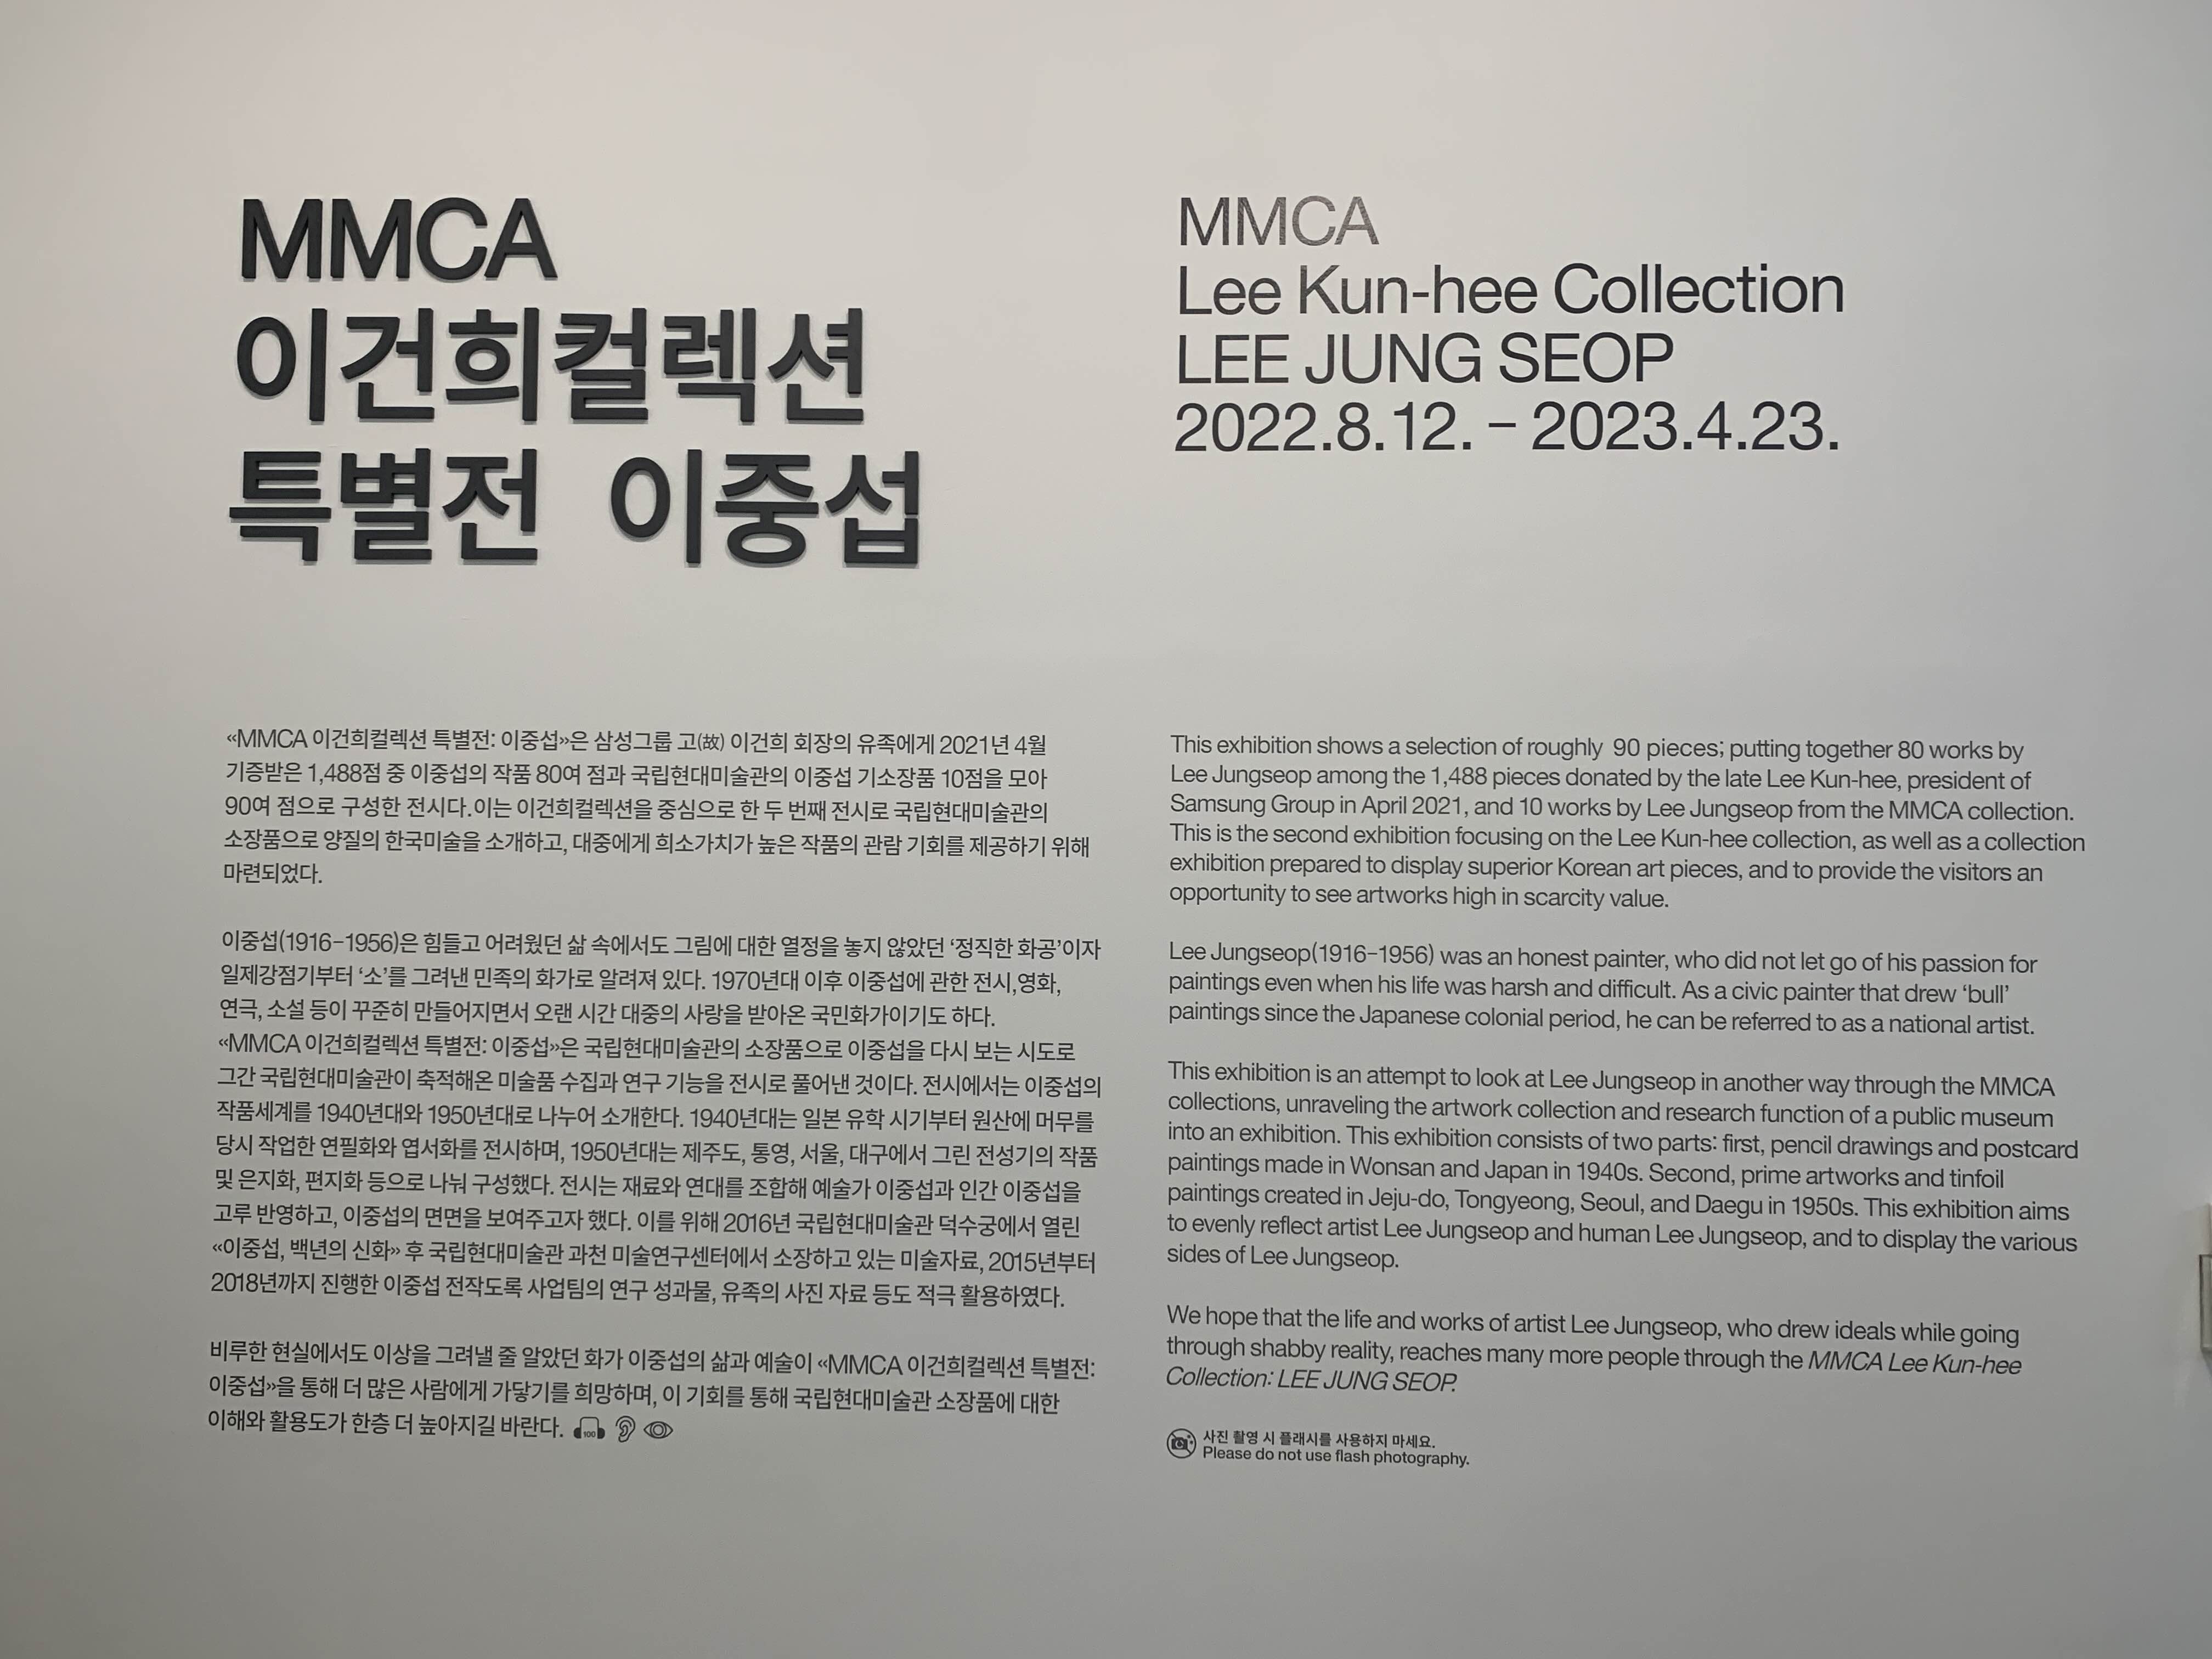 MMCA
이건희컬렉션
특별전 이중섭
MMCA
Lee Kun-hee Collection
LEE JUNG SEOP
2022.8.12. – 2023.4.23.
«MMCA 이건희컬렉션 특별전: 이중섭»은 삼성그룹 고(故) 이건희 회장의 유족에게 2021년 4월
기증받은 1,488점 중 이중섭의 작품 80여 점과 국립현대미술관의 이중섭 기소장품 10점을 모아
90여 점으로 구성한 전시다.이는 이건희컬렉션을 중심으로 한 두 번째 전시로 국립현대미술관의
소장품으로 양질의 한국미술을 소개하고, 대중에게 희소가치가 높은 작품의 관람 기회를 제공하기 위해
마련되었다.
이중섭(1916–1956)은 힘들고 어려웠던 삶 속에서도 그림에 대한 열정을 놓지 않았던 ‘정직한 화공’이자
일제강점기부터 ‘소’를 그려낸 민족의 화가로 알려져 있다. 1970년대 이후 이중섭에 관한 전시,영화,
연극, 소설 등이 꾸준히 만들어지면서 오랜 시간 대중의 사랑을 받아온 국민화가이기도 하다.
«MMCA 이건희컬렉션 특별전: 이중섭»은 국립현대미술관의 소장품으로 이중섭을 다시 보는 시도로
그간 국립현대미술관이 축적해온 미술품 수집과 연구 기능을 전시로 풀어낸 것이다. 전시에서는 이중섭의
작품세계를 1940년대와 1950년대로 나누어 소개한다. 1940년대는 일본 유학 시기부터 원산에 머무를
당시 작업한 연필화와 엽서화를 전시하며, 1950년대는 제주도, 통영, 서울, 대구에서 그린 전성기의 작품
및 은지화, 편지화 등으로 나눠 구성했다. 전시는 재료와 연대를 조합해 예술가 이중섭과 인간 이중섭을
고루 반영하고, 이중섭의 면면을 보여주고자 했다. 이를 위해 2016년 국립현대미술관 덕수궁에서 열린
«이중섭, 백년의 신화» 후 국립현대미술관 과천 미술연구센터에서 소장하고 있는 미술자료, 2015년부터
2018년까지 진행한 이중섭 전작도록 사업팀의 연구 성과물, 유족의 사진 자료 등도 적극 활용하였다.
비루한 현실에서도 이상을 그려낼 줄 알았던 화가 이중섭의 삶과 예술이 «MMCA 이건희컬렉션 특별전:
이중섭»을 통해 더 많은 사람에게 가닿기를 희망하며, 이 기회를 통해 국립현대미술관 소장품에 대한
이해와 활용도가 한층 더 높아지길 바란다. 100
This exhibition shows a selection of roughly 90 pieces; putting together 80 works by
Lee Jungseop among the 1,488 pieces donated by the late Lee Kun-hee, president of
Samsung Group in April 2021, and 10 works by Lee Jungseop from the MMCA collection.
This is the second exhibition focusing on the Lee Kun-hee collection, as well as a collection
exhibition prepared to display superior Korean art pieces, and to provide the visitors an
opportunity to see artworks high in scarcity value.
Lee Jungseop(1916–1956) was an honest painter, who did not let go of his passion for
paintings even when his life was harsh and difficult. As a civic painter that drew ‘bull’
paintings since the Japanese colonial period, he can be referred to as a national artist.
This exhibition is an attempt to look at Lee Jungseop in another way through the MMCA
collections, unraveling the artwork collection and research function of a public museum
into an exhibition. This exhibition consists of two parts: first, pencil drawings and postcard
paintings made in Wonsan and Japan in 1940s. Second, prime artworks and tinfoil
paintings created in Jeju-do, Tongyeong, Seoul, and Daegu in 1950s. This exhibition aims
to evenly reflect artist Lee Jungseop and human Lee Jungseop, and to display the various
sides of Lee Jungseop.
We hope that the life and works of artist Lee Jungseop, who drew ideals while going
through shabby reality, reaches many more people through the MMCA Lee Kun-hee
Collection: LEE JUNG SEOP.
사진 촬영 시 플래시를 사용하지 마세요.
Please do not use flash photography.